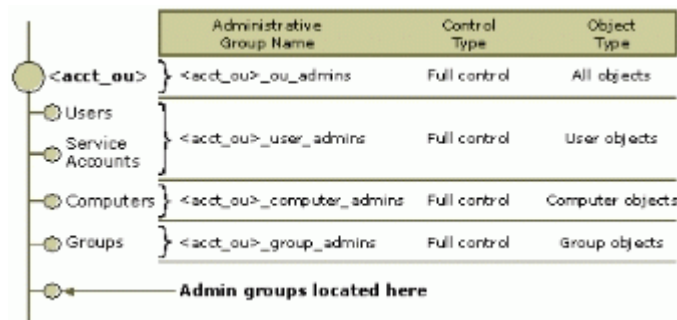 Administrative Group Name Control Type Object Type
<acct_ou> <acct_ou>_ou_admins Full control All objects
Users
Service Accounts
<acct_ou>_user_admins Full control User objects
Computers <acct_ou>_computer_admins Full control Computer objects
Groups <acct_ou>_group_admins Full control Group objects
Admin groups located here